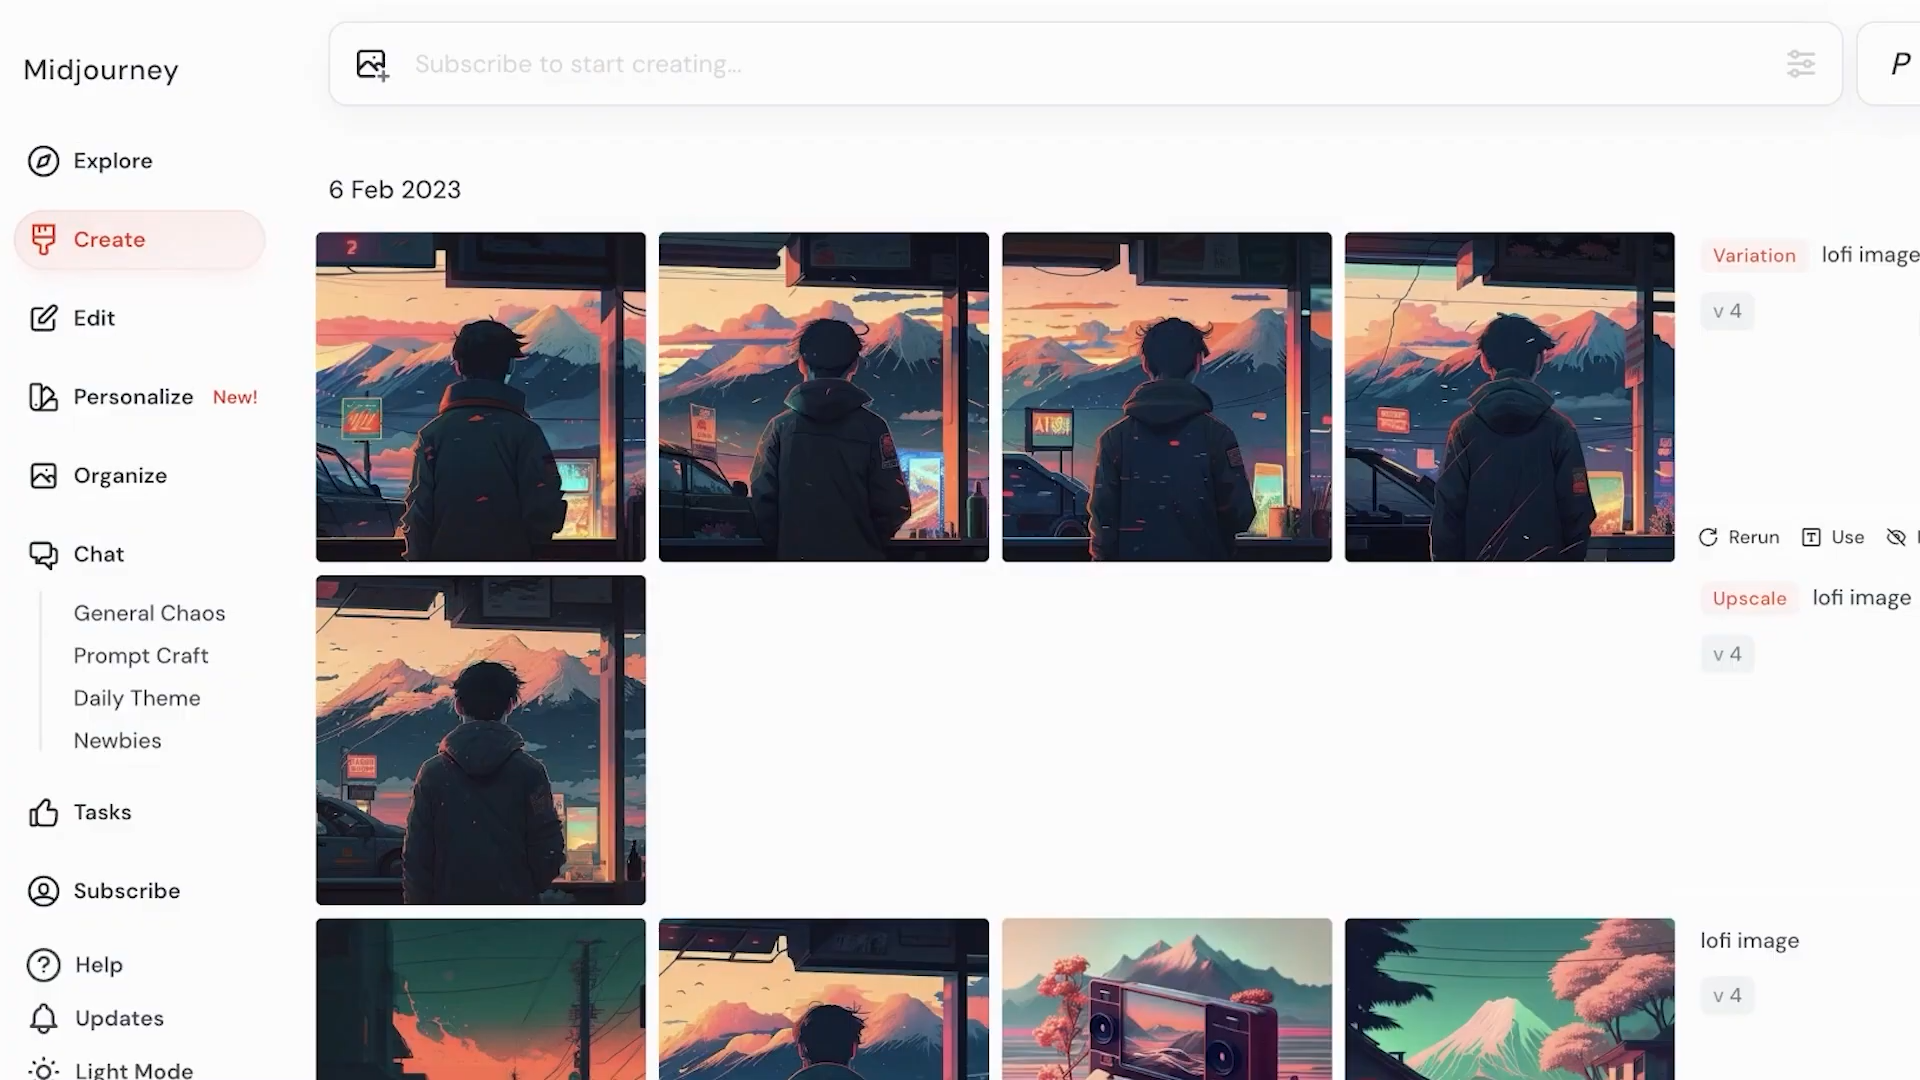 Midjourney
Subscribe to start creating...
P
Explore
Create
Edit
Personalize New!
Organize
Chat
General Chaos
Prompt Craft
Daily Theme
Newbies
Tasks
Subscribe
Help
Updates
Light Mode
6 Feb 2023
2
Variation lofi image
v 4
Rerun Use
Upscale lofi image
v 4
lofi image
v 4